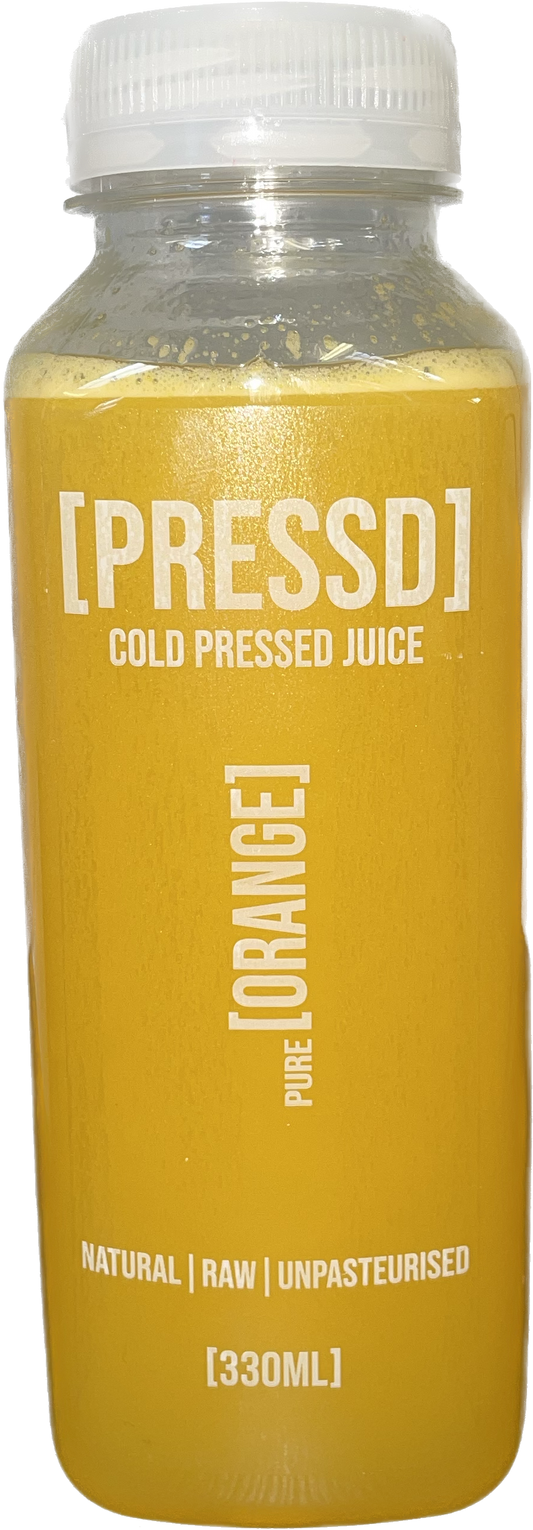 [PRESSD]
COLD PRESSED JUICE
PURE [ORANGE]
NATURAL | RAW | UNPASTEURISED
[330ML]